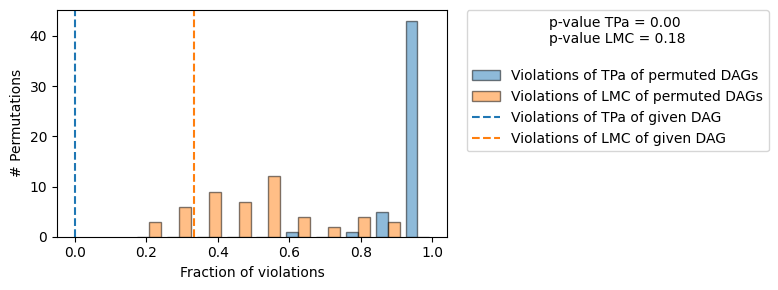 40
30
20
10
0
# Permutations
0.0 0.2 0.4 0.6 0.8 1.0
Fraction of violations
p-value TPa = 0.00
p-value LMC = 0.18
Violations of TPa of permuted DAGs
Violations of LMC of permuted DAGs
Violations of TPa of given DAG
Violations of LMC of given DAG